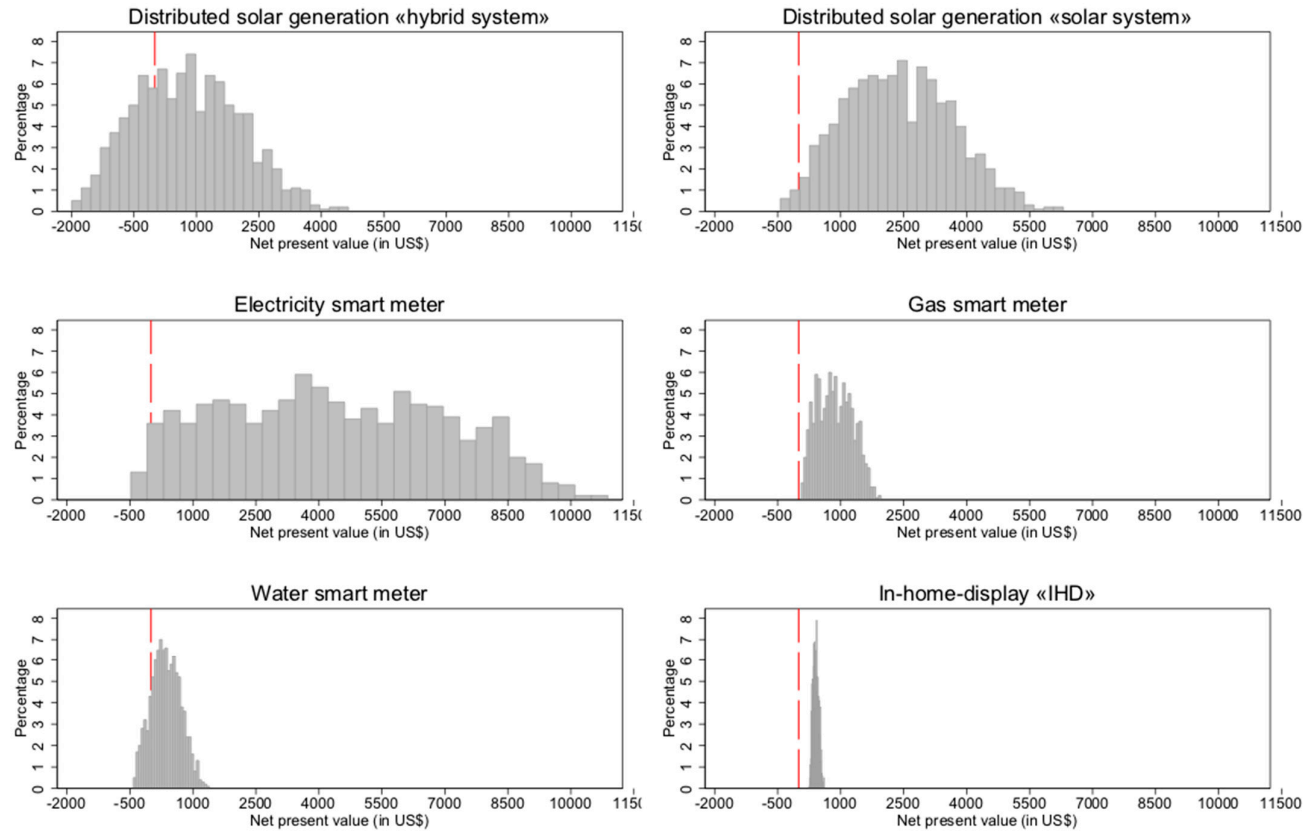 Distributed solar generation «hybrid system»
Percentage
8
7
6
5
4
3
2
1
0
-2000 -500 1000 2500 4000 5500 7000 8500 10000 1150
Net present value (in US$)
Distributed solar generation «solar system»
Percentage
8
7
6
5
4
3
2
1
0
-2000 -500 1000 2500 4000 5500 7000 8500 10000 11500
Net present value (in US$)
Electricity smart meter
Percentage
8
7
6
5
4
3
2
1
0
-2000 -500 1000 2500 4000 5500 7000 8500 10000 115
Net present value (in US$)
Gas smart meter
Percentage
8
7
6
5
4
3
2
1
0
-2000 -500 1000 2500 4000 5500 7000 8500 10000 11500
Net present value (in US$)
Water smart meter
Percentage
8
7
6
5
4
3
2
1
0
-2000 -500 1000 2500 4000 5500 7000 8500 10000 115
Net present value (in US$)
In-home-display «IHD»
Percentage
8
7
6
5
4
3
2
1
0
-2000 -500 1000 2500 4000 5500 7000 8500 10000 11500
Net present value (in US$)